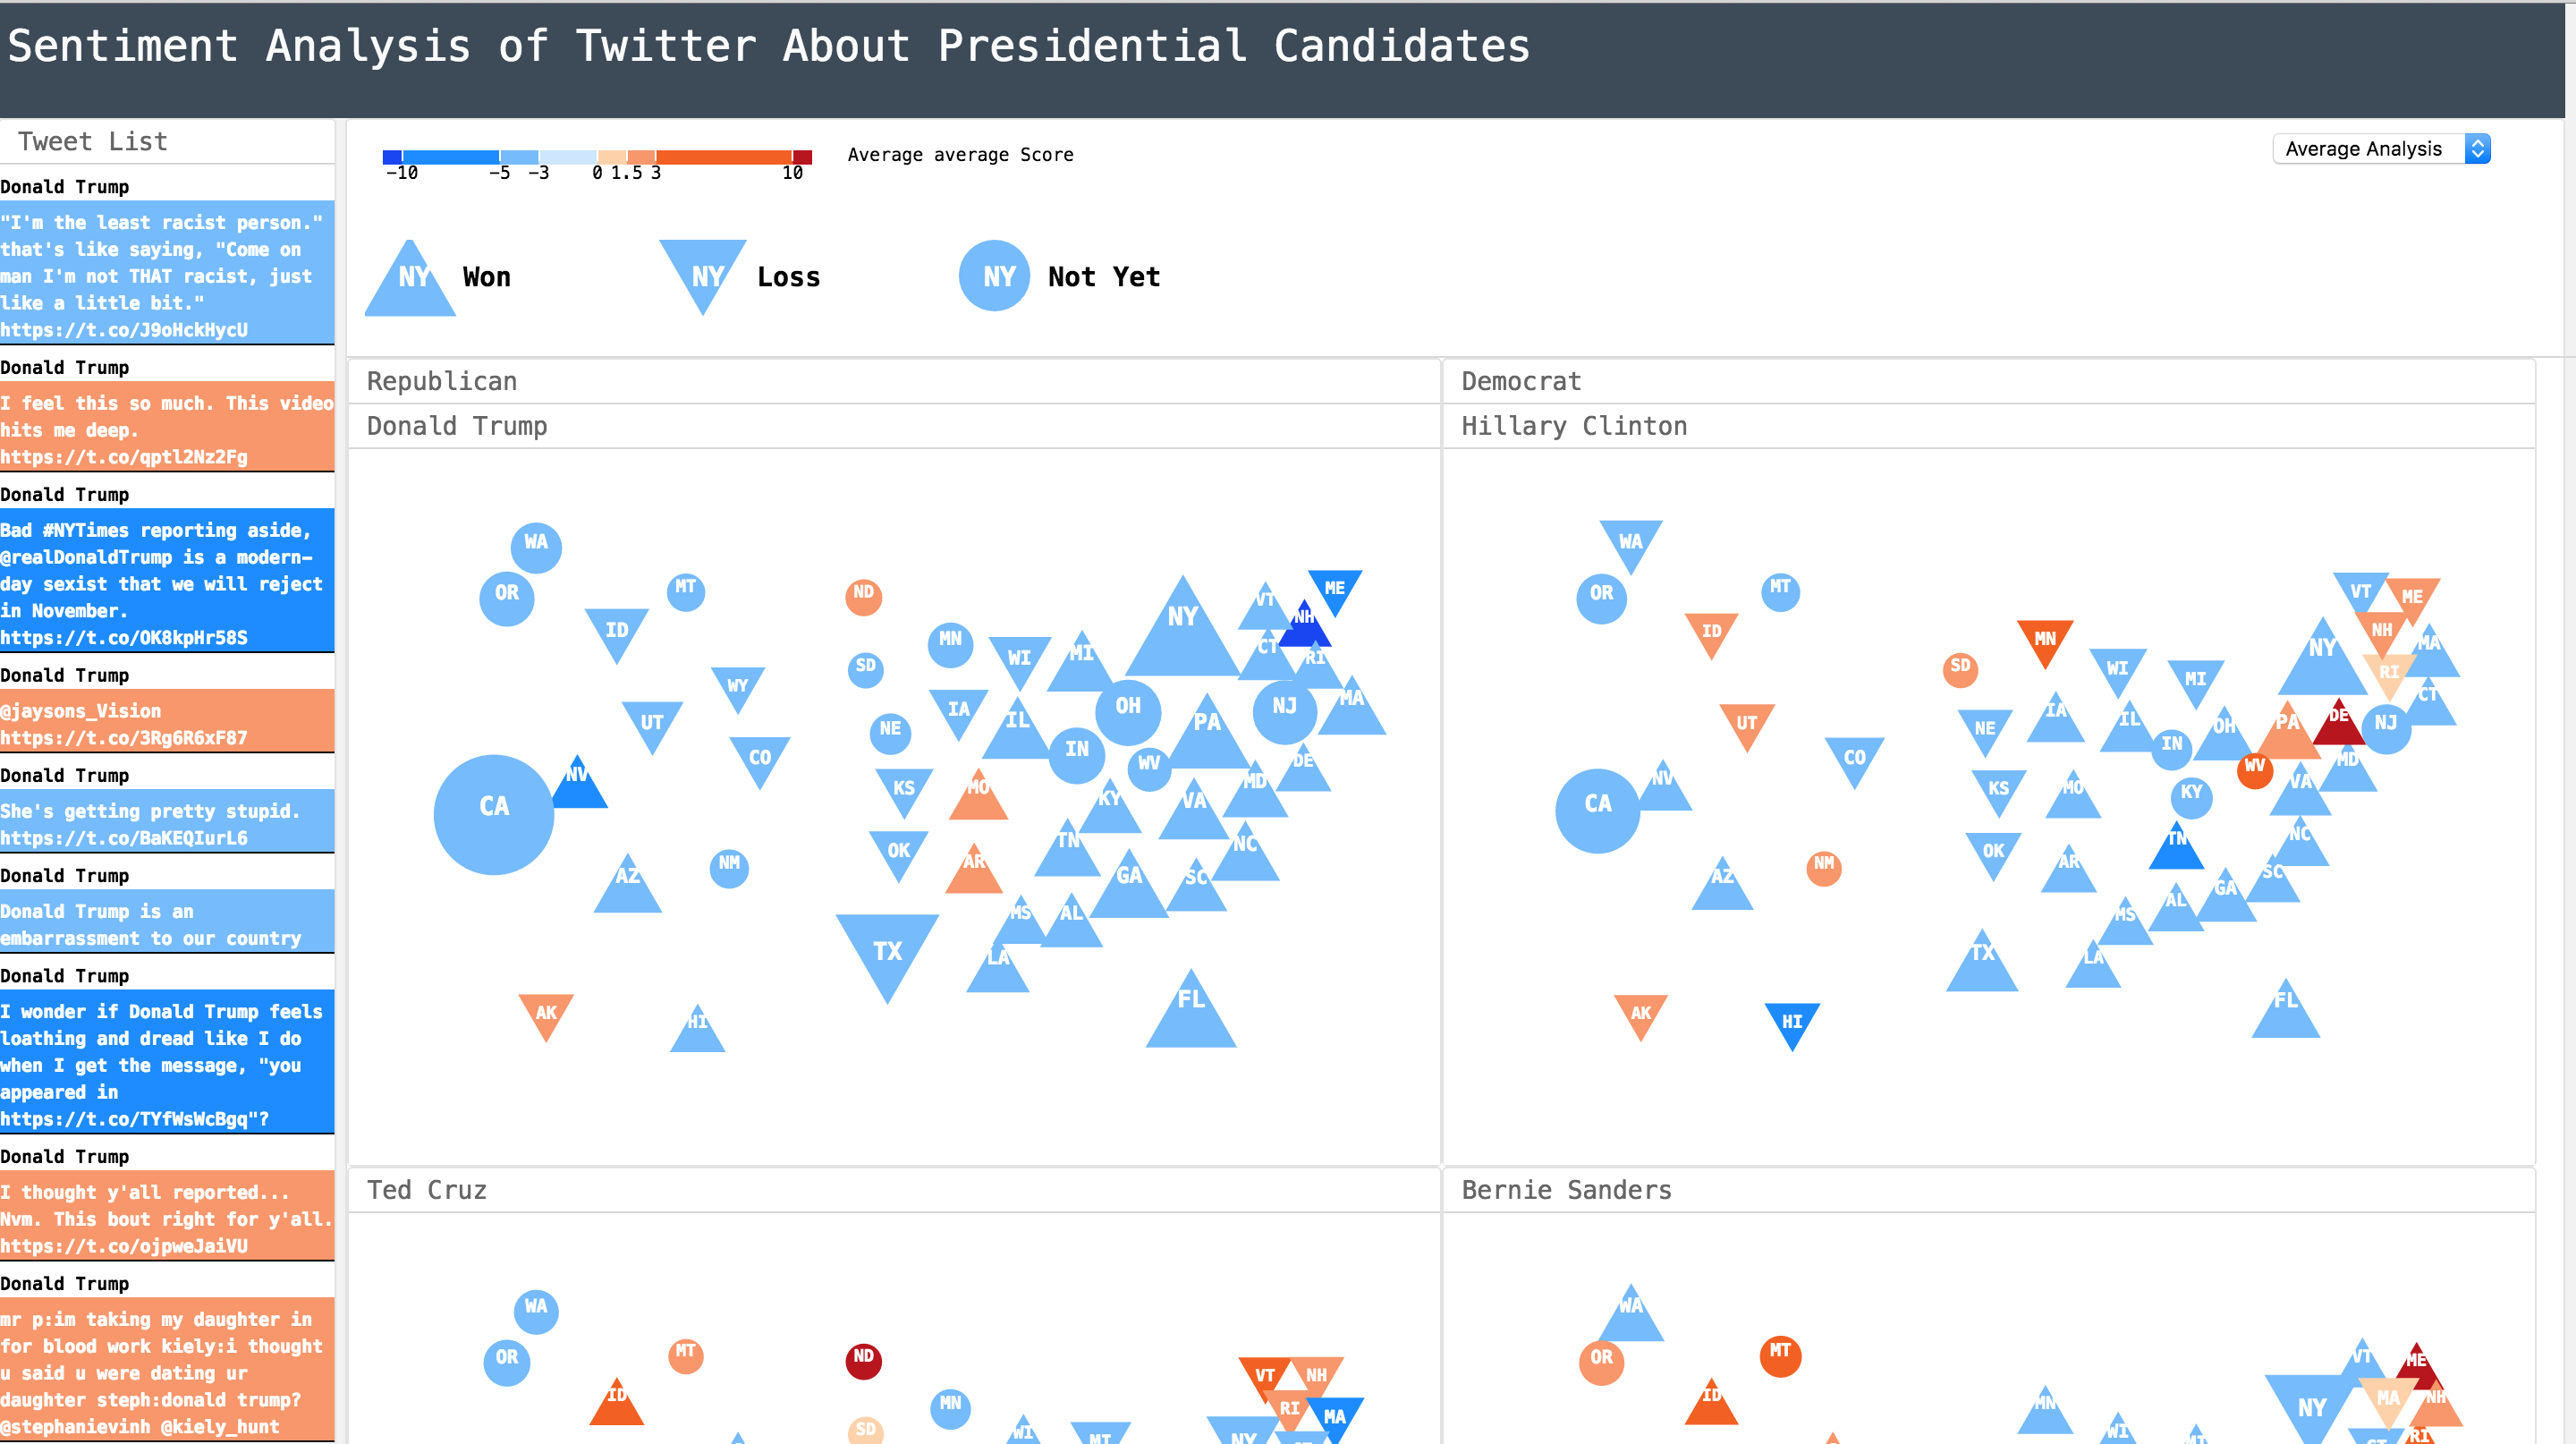 Sentiment Analysis of Twitter About Presidential Candidates
Tweet List
Donald Trump
"I'm the least racist person."
that's like saying, "Come on
man I'm not THAT racist, just
like a little bit."
https://t.co/J9oHckHycU
Donald Trump
I feel this so much. This video
hits me deep.
https://t.co/qptl2Nz2Fg
Donald Trump
Bad #NYTimes reporting aside,
@realDonaldTrump is a modern-
day sexist that we will reject
in November.
https://t.co/OK8kpHr58S
Donald Trump
@jaysons_Vision
https://t.co/3Rg6R6xF87
Donald Trump
She's getting pretty stupid.
https://t.co/BaKEQIurL6
Donald Trump
Donald Trump is an
embarrassment to our country
Donald Trump
I wonder if Donald Trump feels
loathing and dread like I do
when I get the message, "you
appeared in
https://t.co/TYfWsWcBgq"?
Donald Trump
I thought y'all reported...
Nvm. This bout right for y'all.
https://t.co/ojpweJaiVU
Donald Trump
mr p:im taking my daughter in
for blood work kiely:i thought
u said u were dating ur
daughter steph:donald trump?
@stephanievinh @kiely_hunt
-10 -5 -3 0 1.5 3 10
Average average Score
Average Analysis
NY Won
NY Loss
NY Not Yet
Republican
Donald Trump
WA
OR
MT
ND
ID
MN
SD
WY
WI
MI
NY
VT
ME
NH
CT
RI
UT
CO
NE
IA
IL
OH
PA
NJ
MA
IN
WV
DE
CA
NV
KS
MO
KY
VA
MD
AZ
NM
OK
AR
TN
GA
SC
NC
TX
MS
AL
LA
FL
AK
HI
Democrat
Hillary Clinton
WA
OR
MT
ID
SD
MN
WI
MI
NY
VT
ME
NH
MA
RI
CT
UT
CO
NE
IA
IL
IN
OH
PA
DE
NJ
WV
MD
CA
NV
KS
MO
KY
VA
AZ
NM
OK
AR
TN
NC
SC
GA
TX
MS
AL
LA
FL
AK
HI
Ted Cruz
WA
OR
MT
ND
ID
MN
SD
WI
MI
VT
NH
RI
MA
NY
Bernie Sanders
WA
OR
MT
ID
MN
WI
NY
VT
ME
MA
NH
CT
RI